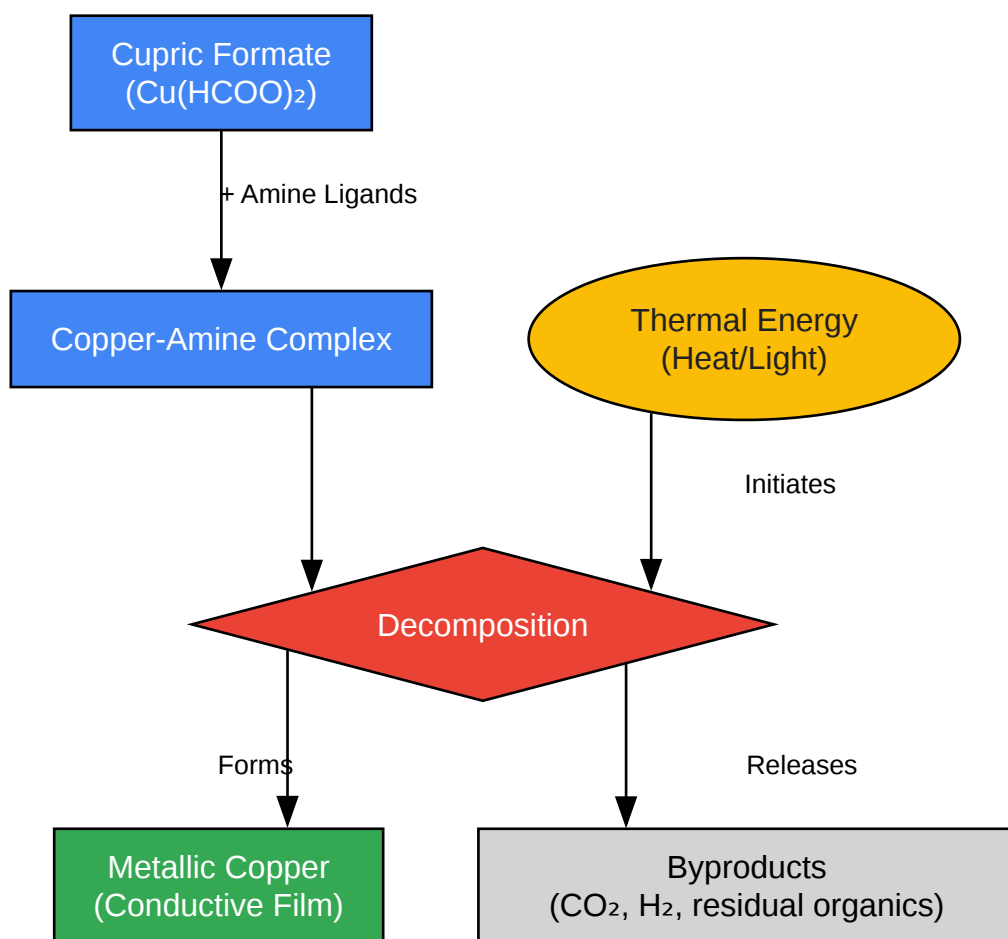 Cupric Formate
(Cu(HCOO)₂)
+ Amine Ligands
Copper-Amine Complex
Thermal Energy
(Heat/Light)
Initiates
Decomposition
Forms
Releases
Metallic Copper
(Conductive Film)
Byproducts
(CO₂, H₂, residual organics)